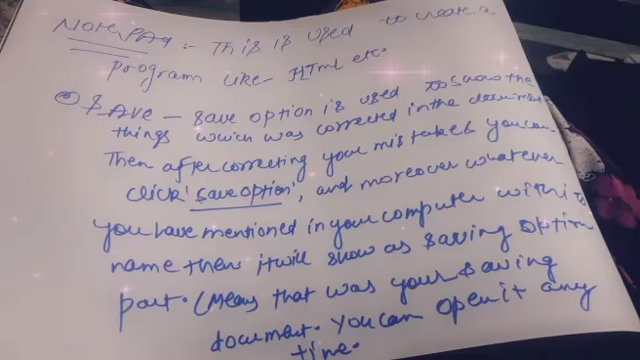 Note PAd :- This is used to create a
program like - HTml etc.
SAve - save option is used to show the
things which was corrected in the document
Then after correcting your mistakes you can
click 'save option', and moreover whatever
you have mentioned in your computer with its
name then it will show as saving option
part. (Means that was your saving
document. You can open it any
time.